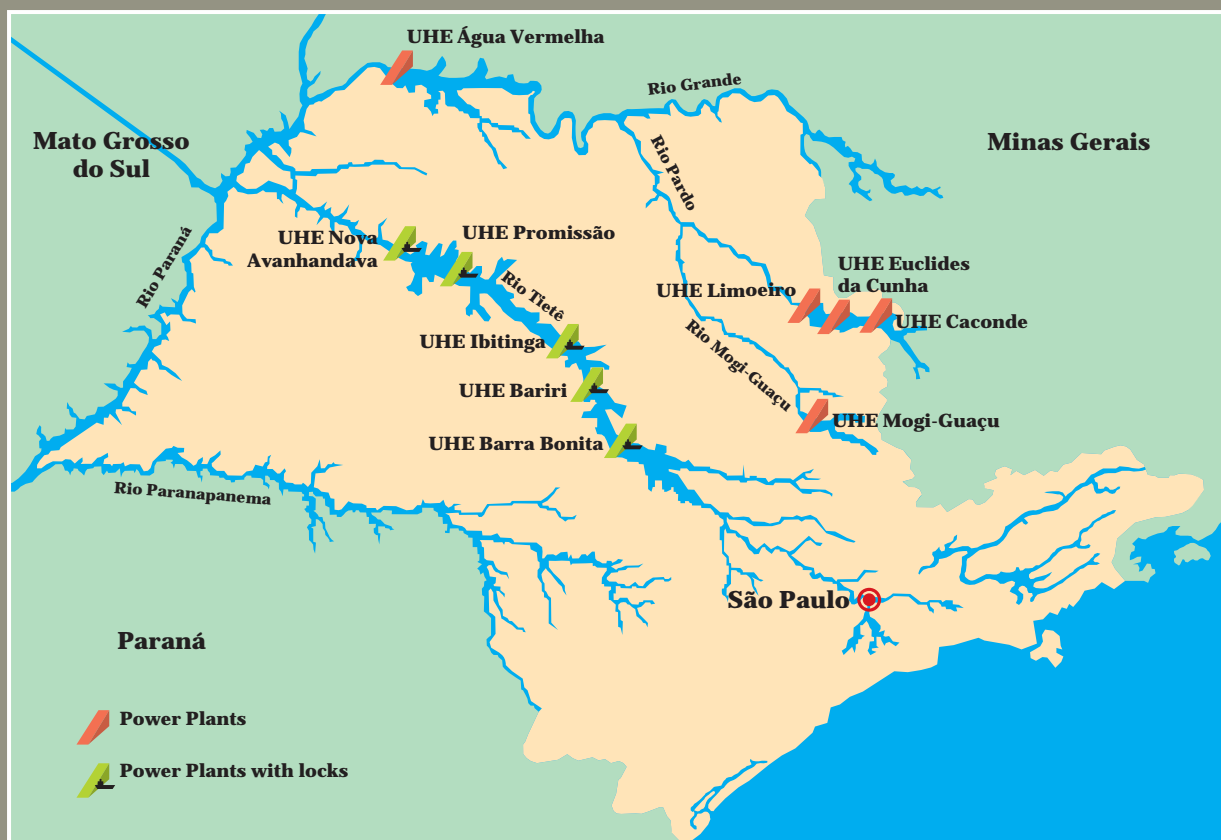 UHE Água Vermelha
Rio Grande
Mato Grosso
do Sul
Minas Gerais
Rio Pardo
Rio Paraná
UHE Nova
Avanhandava
UHE Promissão
Rio Tietê
UHE Euclides
da Cunha
UHE Limoeiro
UHE Caconde
UHE Ibitinga
Rio Mogi-Guaçu
UHE Bariri
UHE Mogi-Guaçu
UHE Barra Bonita
Rio Paranapanema
São Paulo
Paraná
Power Plants
Power Plants with locks